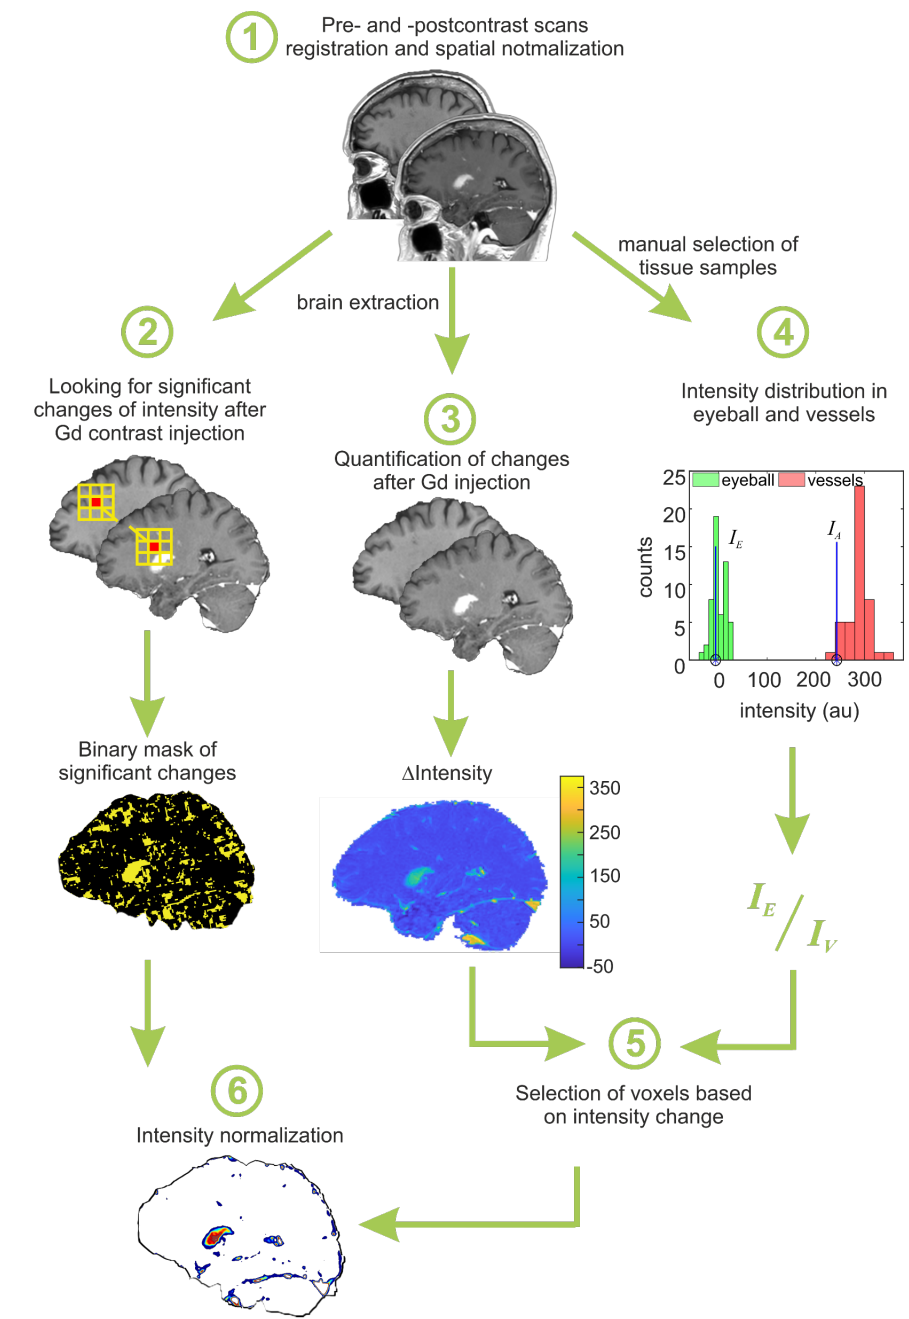 1
Pre- and -postcontrast scans
registration and spatial notmalization
manual selection of
tissue samples
brain extraction
2
Looking for significant
changes of intensity after
Gd contrast injection
3
Quantification of changes
after Gd injection
4
Intensity distribution in
eyeball and vessels
25
20
15
10
5
0
counts
eyeball
vessels
I_E
I_A
0 100 200 300
intensity (au)
Binary mask of
significant changes
ΔIntensity
350
250
150
50
-50
I_E / I_V
5
Selection of voxels based
on intensity change
6
Intensity normalization